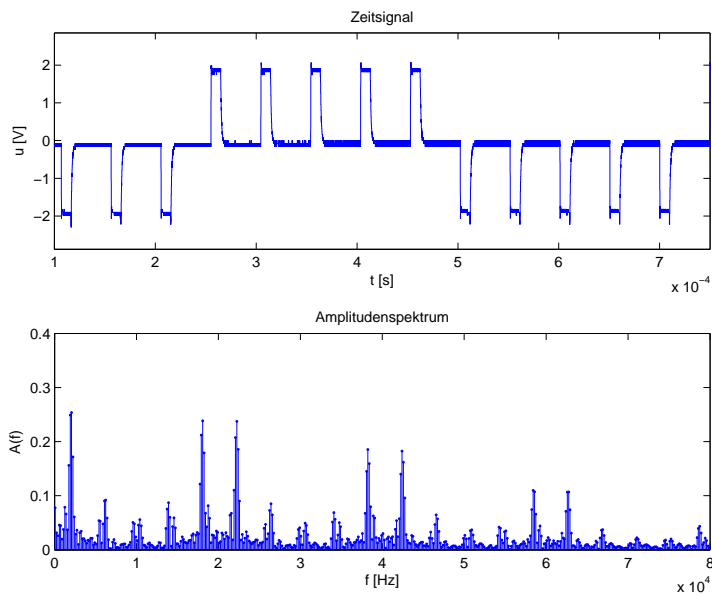 Zeitsignal
u [V]
2
1
0
−1
−2
1 2 3 4 5 6 7
t [s]
x 10−4
Amplitudenspektrum
A(f)
0.4
0.3
0.2
0.1
0
0 1 2 3 4 5 6 7 8
f [Hz]
x 10^4